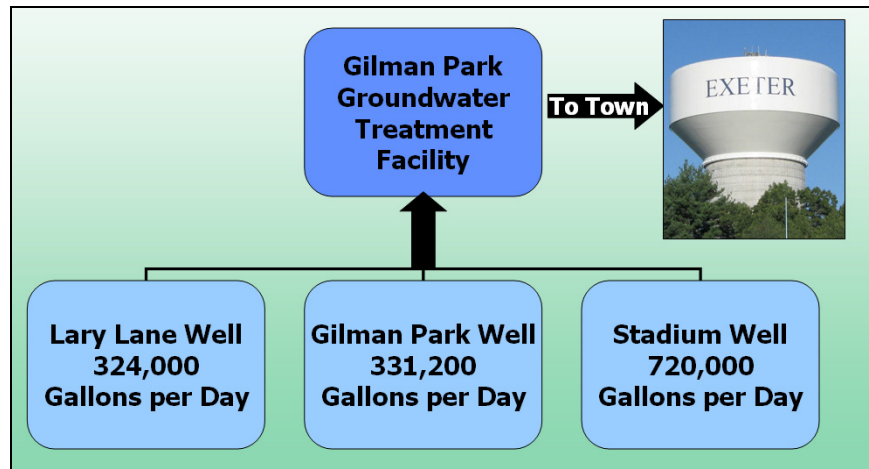 Gilman Park
Groundwater
Treatment
Facility
To Town
EXETER
Lary Lane Well
324,000
Gallons per Day
Gilman Park Well
331,200
Gallons per Day
Stadium Well
720,000
Gallons per Day